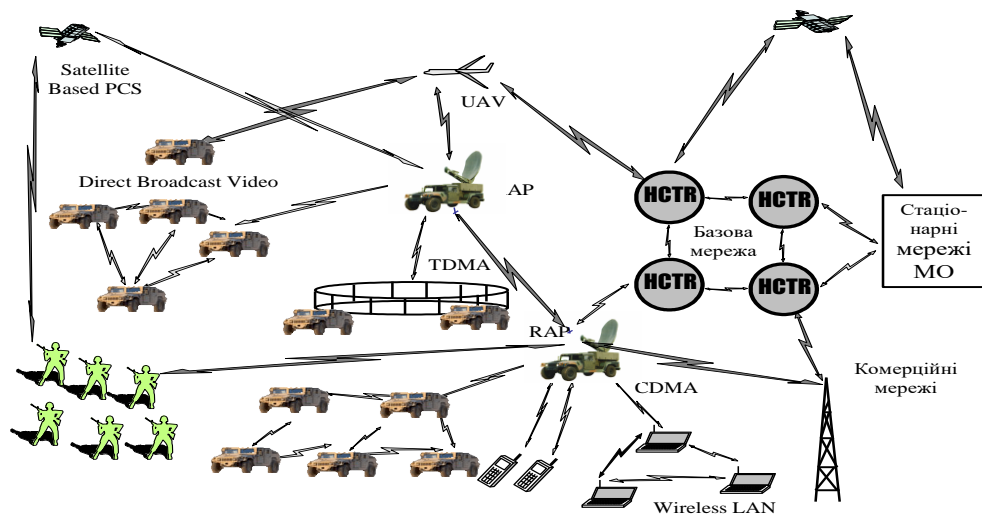 Satellite
Based PCS
UAV
Direct Broadcast Video
AP
HCTR
HCTR
Базова
мережа
Стаціо-
нарні
мережі
МО
TDMA
HCTR
HCTR
RAP
CDMA
Комерційні
мережі
Wireless LAN